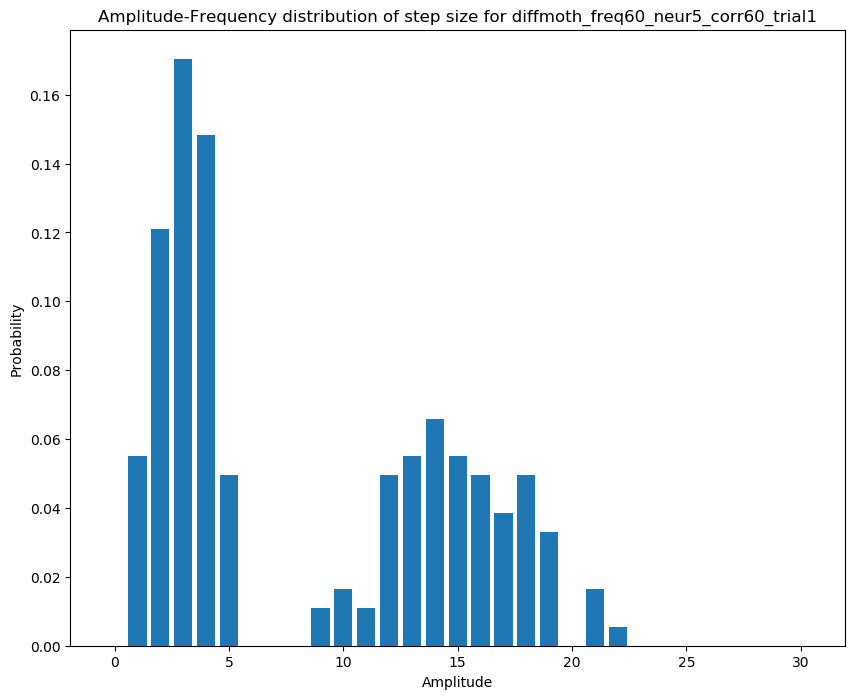 Amplitude-Frequency distribution of step size for diffmoth_freq60_neur5_corr60_trial1
0.16
0.14
0.12
0.10
0.08
0.06
0.04
0.02
0.00
Probability
0 5 10 15 20 25 30
Amplitude